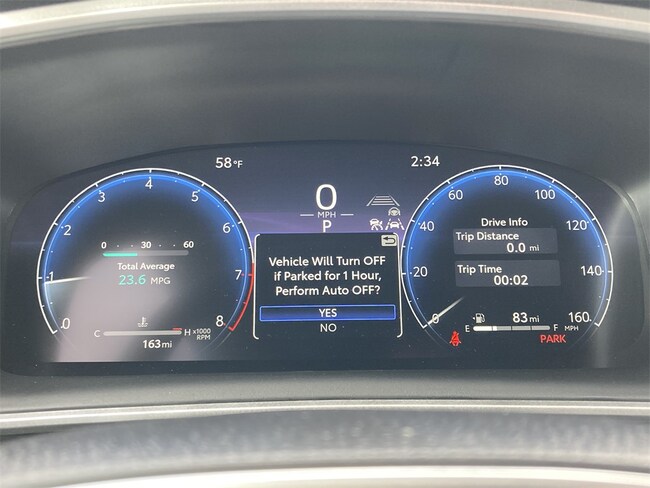 58°F
2:34
0
MPH
P
0 1 2 3 4 5 6 7 8
0 30 60
Total Average
23.6 MPG
C H x1000
RPM
163 mi
Vehicle Will Turn OFF
if Parked for 1 Hour,
Perform Auto OFF?
YES
NO
0 20 40 60 80 100 120 140 160
MPH
Drive Info
Trip Distance
0.0 mi
Trip Time
00:02
E F
83 mi
PARK